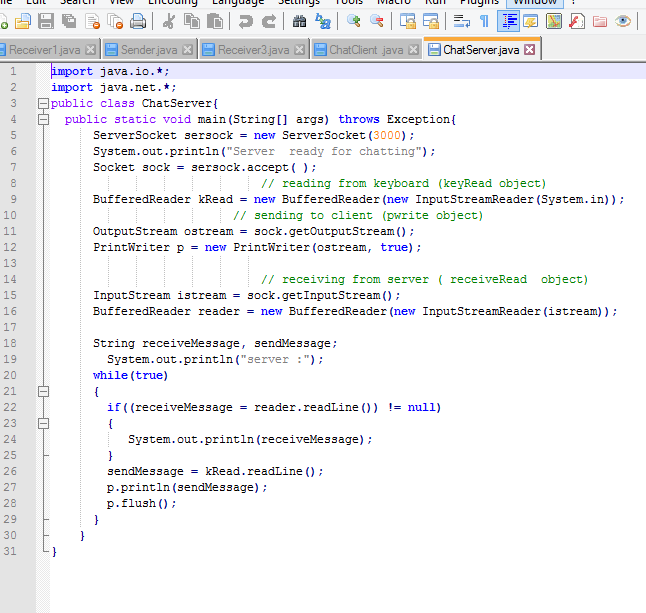 Edit Search View Encoding Language Settings Tools Macro Run Plugins Window ?
Receiver1.java Sender.java Receiver3.java ChatClient .java ChatServer.java
1 import java.io.*;
2 import java.net.*;
3 public class ChatServer{
4 public static void main(String[] args) throws Exception{
5 ServerSocket sersock = new ServerSocket(3000);
6 System.out.println("Server  ready for chatting");
7 Socket sock = sersock.accept( );
8 // reading from keyboard (keyRead object)
9 BufferedReader kRead = new BufferedReader(new InputStreamReader(System.in));
10 // sending to client (pwrite object)
11 OutputStream ostream = sock.getOutputStream();
12 PrintWriter p = new PrintWriter(ostream, true);
13
14 // receiving from server ( receiveRead  object)
15 InputStream istream = sock.getInputStream();
16 BufferedReader reader = new BufferedReader(new InputStreamReader(istream));
17
18 String receiveMessage, sendMessage;
19 System.out.println("server :");
20 while(true)
21 {
22 if((receiveMessage = reader.readLine()) != null)
23 {
24 System.out.println(receiveMessage);
25 }
26 sendMessage = kRead.readLine();
27 p.println(sendMessage);
28 p.flush();
29 }
30 }
31 }